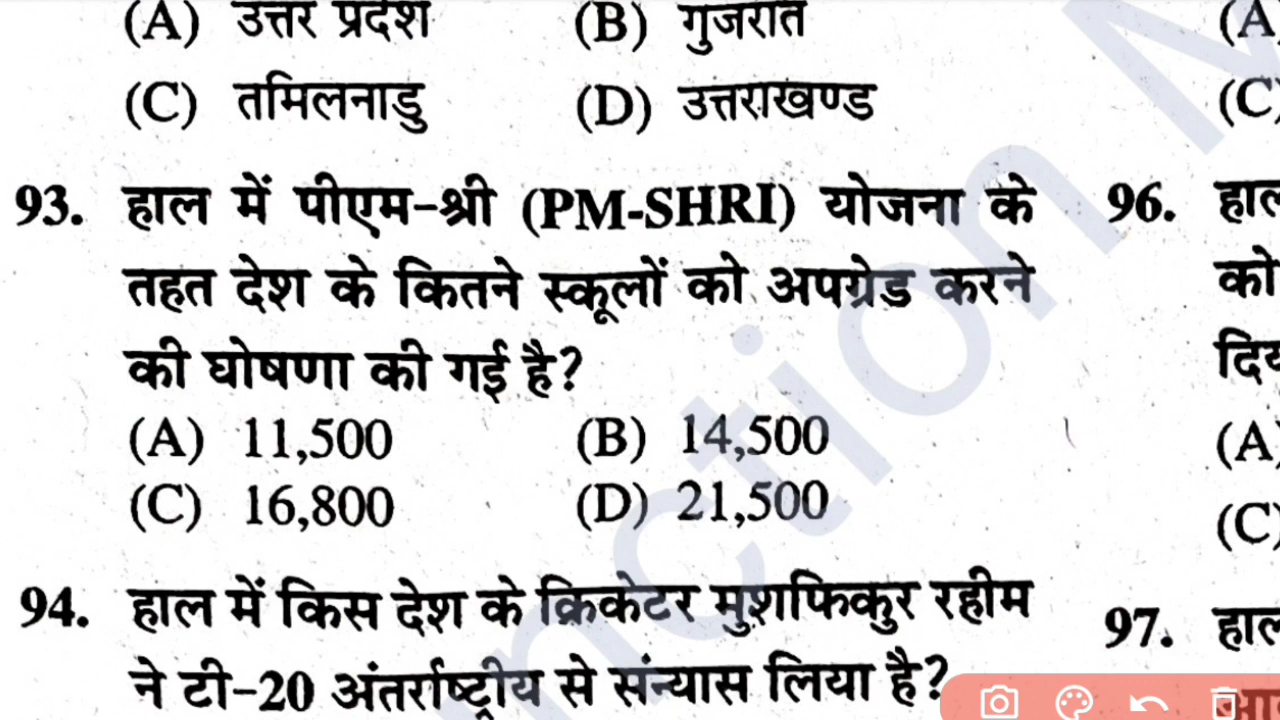 (A) उत्तर प्रदेश (B) गुजरात
(C) तमिलनाडु (D) उत्तराखण्ड
93. हाल में पीएम-श्री (PM-SHRI) योजना के
तहत देश के कितने स्कूलों को अपग्रेड करने
की घोषणा की गई है?
(A) 11,500 (B) 14,500
(C) 16,800 (D) 21,500
94. हाल में किस देश के क्रिकेटर मुशफिकुर रहीम
ने टी-20 अंतर्राष्ट्रीय से संन्यास लिया है?
(A
(C)
96.
को
(A)
(C)
97.